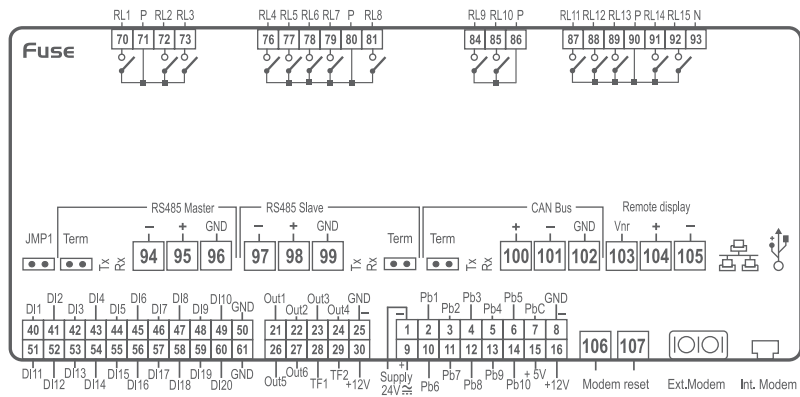 RL1 P RL2 RL3 RL4 RL5 RL6 RL7 P RL8 RL9 RL10 P RL11 RL12 RL13 P RL14 RL15 N
70 71 72 73 76 77 78 79 80 81 84 85 86 87 88 89 90 91 92 93
Fuse
RS485 Master RS485 Slave CAN Bus Remote display
JMP1 Term − + GND − + GND Term Term + − GND Vnr + −
Tx Rx 94 95 96 97 98 99 Tx Rx Tx Rx 100 101 102 103 104 105
DI1 DI2 DI3 DI4 DI5 DI6 DI7 DI8 DI9 DI10 GND Out1 Out2 Out3 Out4 GND − − Pb1 Pb2 Pb3 Pb4 Pb5 PbC GND −
40 41 42 43 44 45 46 47 48 49 50 21 22 23 24 25 1 2 3 4 5 6 7 8
51 52 53 54 55 56 57 58 59 60 61 26 27 28 29 30 9 10 11 12 13 14 15 16 106 107
DI11 DI12 DI13 DI14 DI15 DI16 DI17 DI18 DI19 DI20 GND Out5 Out6 TF1 TF2 +12V + Supply 24V Pb6 Pb7 Pb8 Pb9 Pb10 + 5V +12V Modem reset Ext.Modem Int. Modem